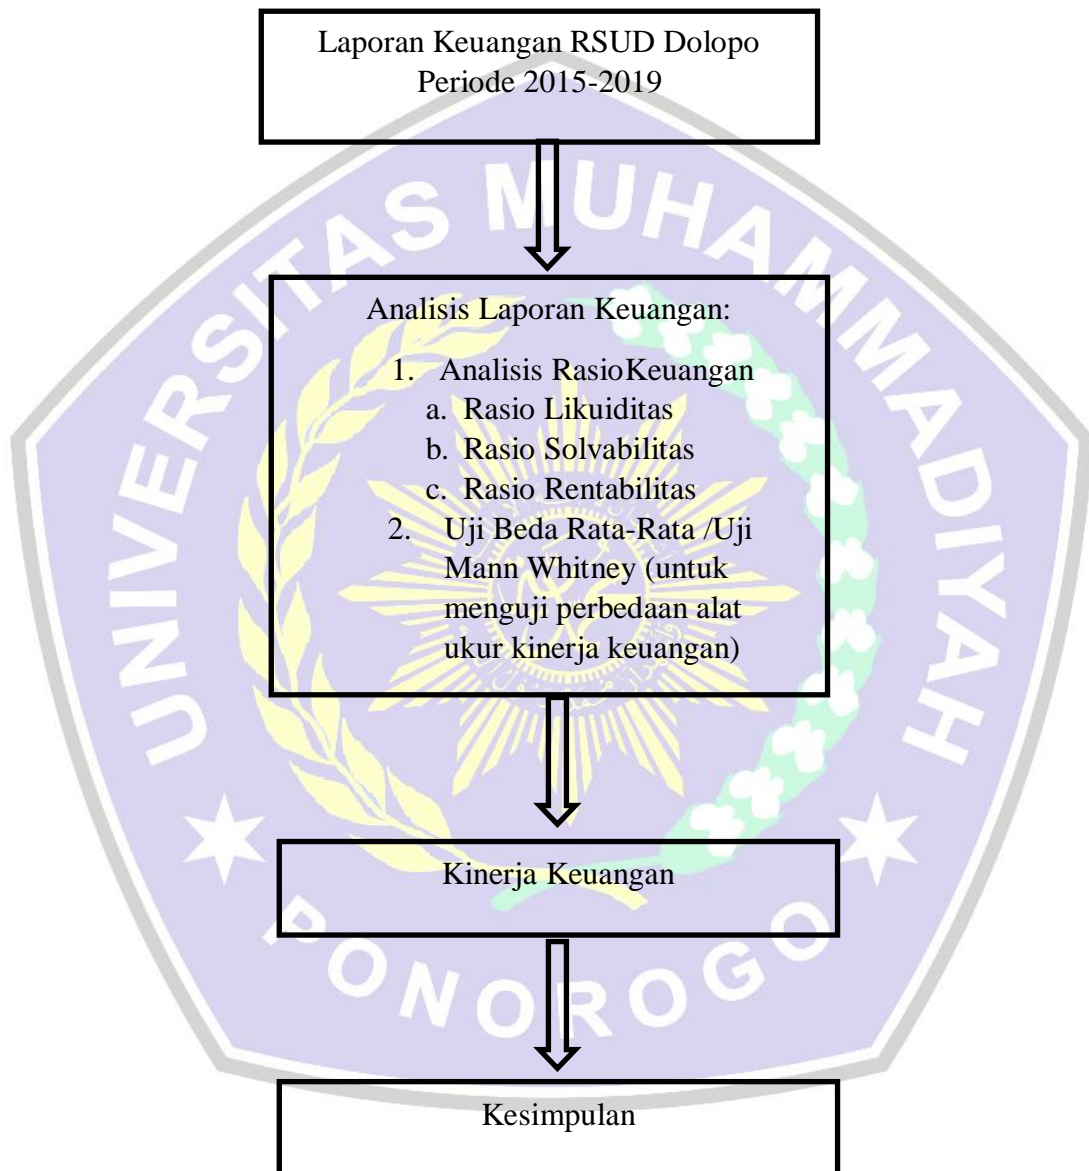 Laporan Keuangan RSUD Dolopo
Periode 2015-2019
UNIVERSITAS MUHAMMADIYAH
Analisis Laporan Keuangan:
1. Analisis RasioKeuangan
a. Rasio Likuiditas
b. Rasio Solvabilitas
c. Rasio Rentabilitas
2. Uji Beda Rata-Rata /Uji
Mann Whitney (untuk
menguji perbedaan alat
ukur kinerja keuangan)
Kinerja Keuangan
PONOROGO
Kesimpulan